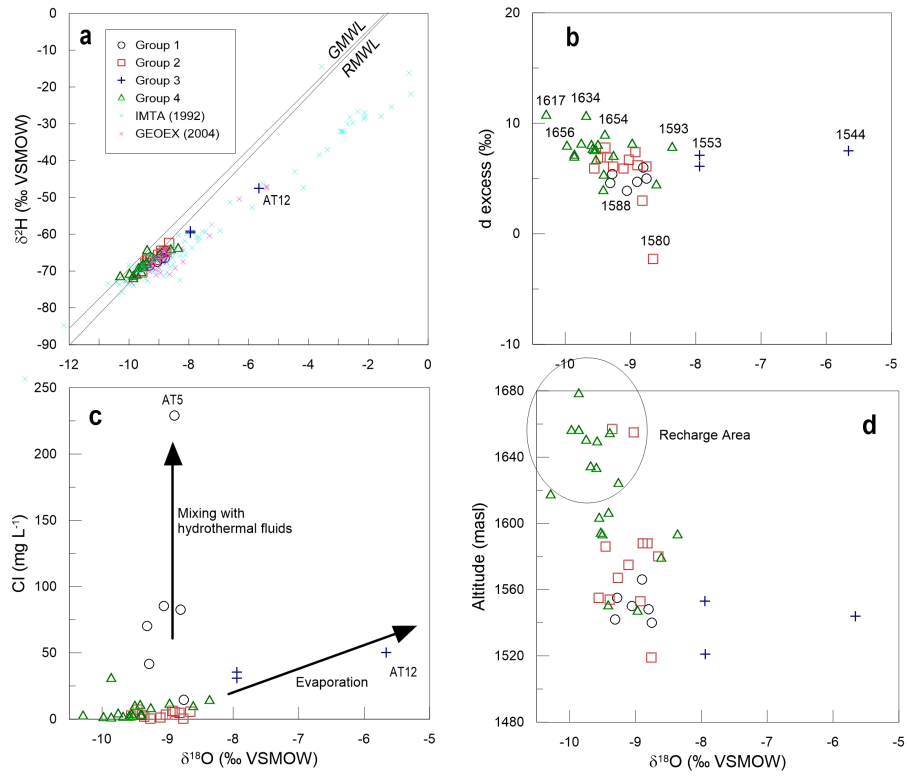 a
GMWL
RMWL
Group 1
Group 2
Group 3
Group 4
IMTA (1992)
GEOEX (2004)
AT12
0
-10
-20
-30
-40
-50
-60
-70
-80
-90
δ²H (‰ VSMOW)
-12 -10 -8 -6 -4 -2 0
b
1617
1634
1656
1654
1593
1553
1544
1588
1580
20
10
0
-10
d excess (‰)
-10 -9 -8 -7 -6 -5
c
AT5
Mixing with
hydrothermal fluids
Evaporation
AT12
250
200
150
100
50
0
Cl (mg L⁻¹)
-10 -9 -8 -7 -6 -5
δ¹⁸O (‰ VSMOW)
d
Recharge Area
1680
1640
1600
1560
1520
1480
Altitude (masl)
-10 -9 -8 -7 -6 -5
δ¹⁸O (‰ VSMOW)